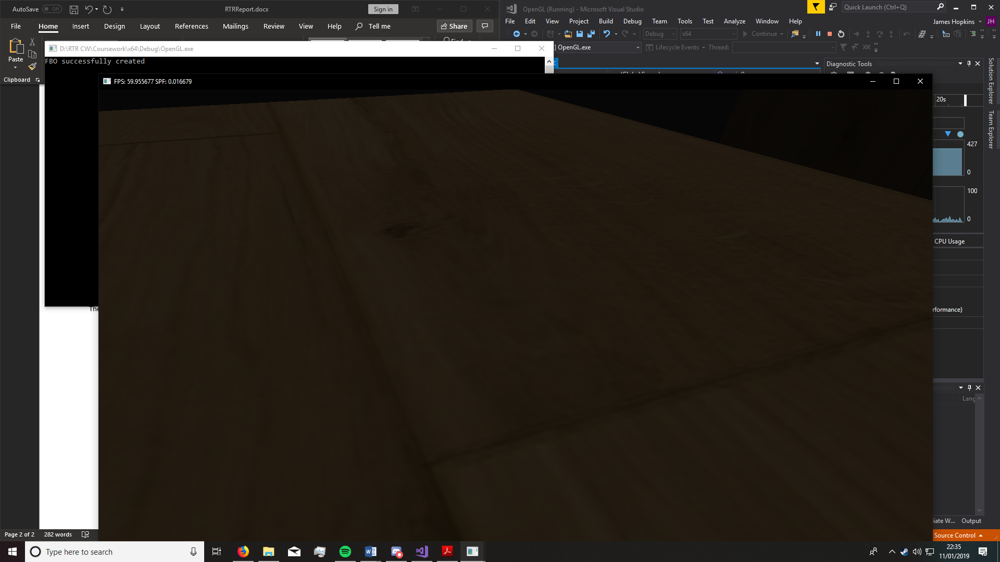 AutoSave Off
RTRReport.docx
Sign in
File Home Insert Design Layout References Mailings Review View Help Tell me
Share
Paste
Clipboard
OpenGL (Running) - Microsoft Visual Studio
Quick Launch (Ctrl+Q)
File Edit View Project Build Debug Team Tools Test Analyze Window Help
James Hopkins
JH
Debug
x64
Continue
OpenGL.exe
Lifecycle Events
Thread:
D:\RTR CW\Coursework\x64\Debug\OpenGL.exe
FBO successfully created
FPS: 59.955677 SPF: 0.016679
Diagnostic Tools
Solution Explorer
Team Explorer
20s
427
0
100
0
CPU Usage
rformance)
The
Lang
iate W...
Output
Page 2 of 2
282 words
Source Control
Type here to search
22:35
11/01/2019